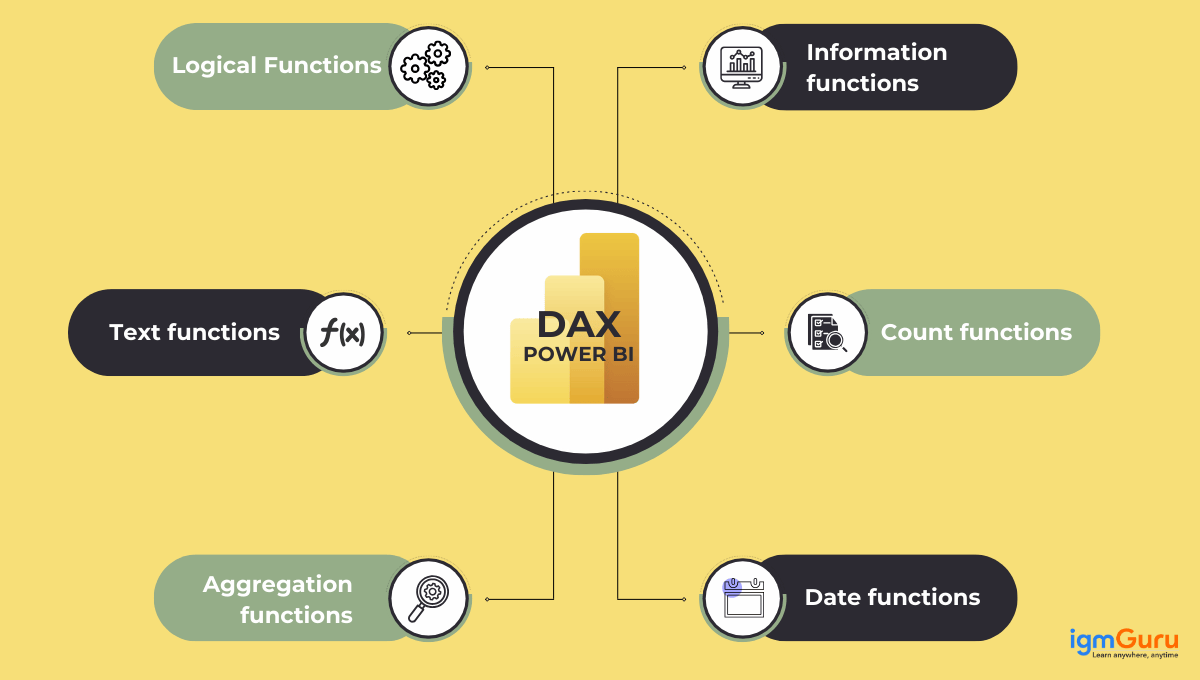 Logical Functions
Information
functions
Text functions
f(x)
DAX
POWER BI
Count functions
Aggregation
functions
Date functions
igmGuru
Learn anywhere, anytime